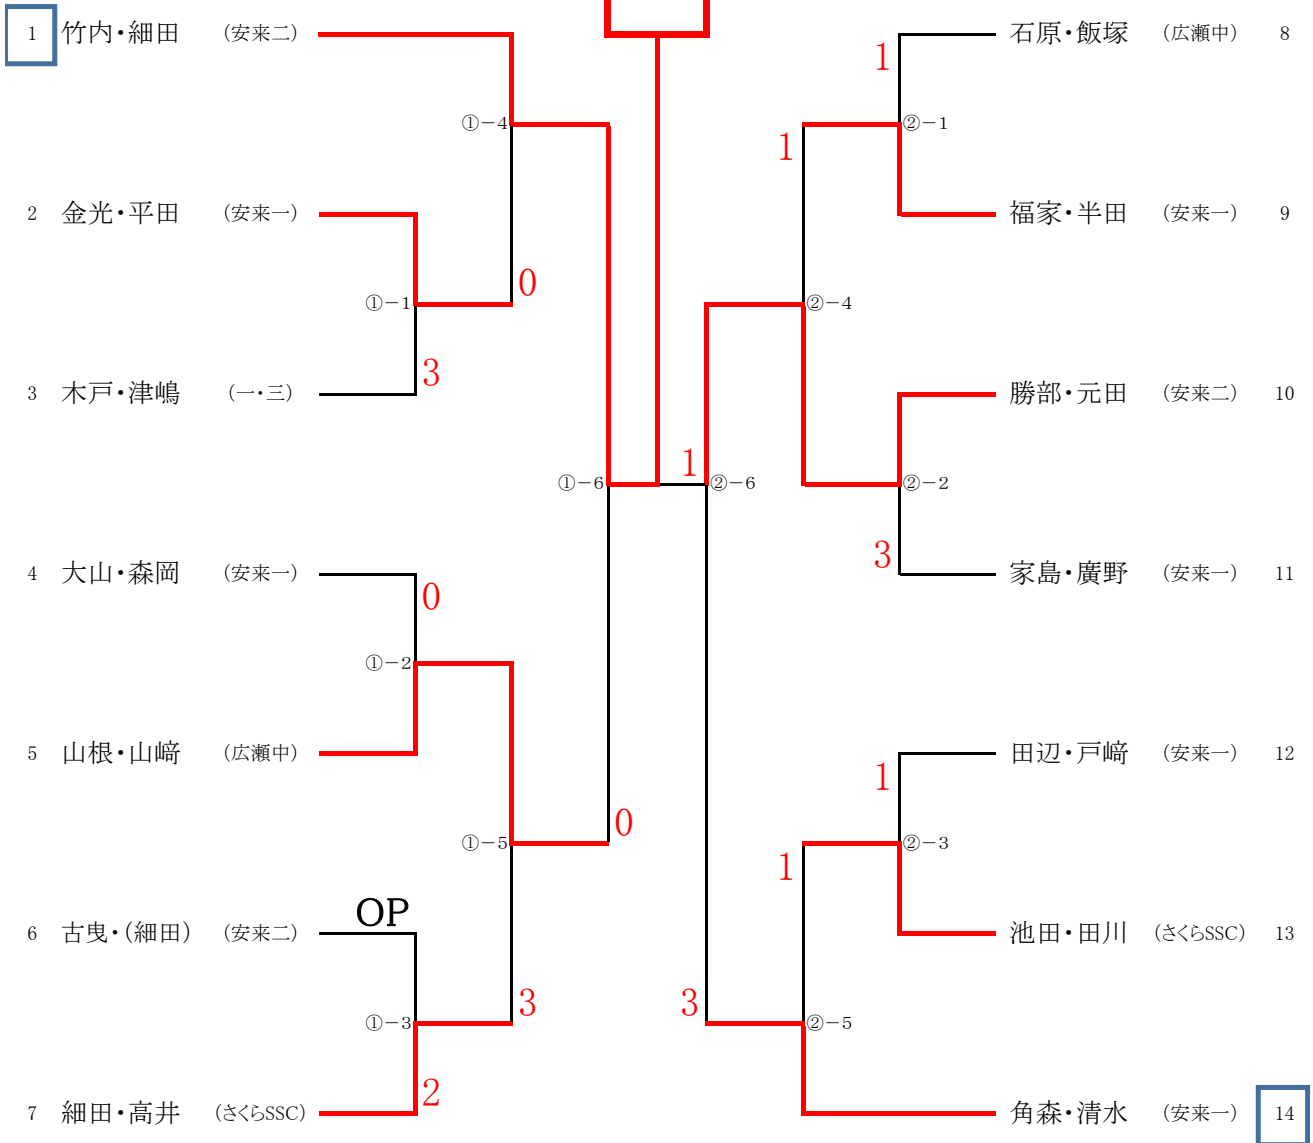 1 竹内・細田 (安来二)
2 金光・平田 (安来一)
3 木戸・津嶋 (一・三)
4 大山・森岡 (安来一)
5 山根・山﨑 (広瀬中)
6 古曳・(細田) (安来二)
7 細田・高井 (さくらSSC)
①-4
①-1
0
3
0
①-2
①-5
OP
3
①-3
2
①-6
0
1
②-6
3
1
②-4
1
②-5
1
②-1
②-2
3
1
②-3
石原・飯塚 (広瀬中) 8
福家・半田 (安来一) 9
勝部・元田 (安来二) 10
家島・廣野 (安来一) 11
田辺・戸﨑 (安来一) 12
池田・田川 (さくらSSC) 13
角森・清水 (安来一) 14